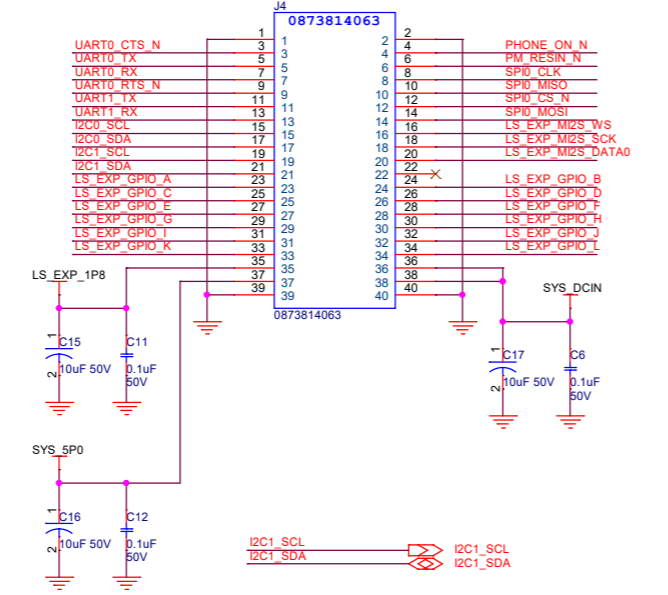 J4
0873814063
1 1 2 2
UART0_CTS_N 3 3 4 4 PHONE_ON_N
UART0_TX 5 5 6 6 PM_RESIN_N
UART0_RX 7 7 8 8 SPI0_CLK
UART0_RTS_N 9 9 10 10 SPI0_MISO
UART1_TX 11 11 12 12 SPI0_CS_N
UART1_RX 13 13 14 14 SPI0_MOSI
I2C0_SCL 15 15 16 16 LS_EXP_MI2S_WS
I2C0_SDA 17 17 18 18 LS_EXP_MI2S_SCK
I2C1_SCL 19 19 20 20 LS_EXP_MI2S_DATA0
I2C1_SDA 21 21 22 22
LS_EXP_GPIO_A 23 23 24 24 LS_EXP_GPIO_B
LS_EXP_GPIO_C 25 25 26 26 LS_EXP_GPIO_D
LS_EXP_GPIO_E 27 27 28 28 LS_EXP_GPIO_F
LS_EXP_GPIO_G 29 29 30 30 LS_EXP_GPIO_H
LS_EXP_GPIO_I 31 31 32 32 LS_EXP_GPIO_J
LS_EXP_GPIO_K 33 33 34 34 LS_EXP_GPIO_L
35 35 36 36
37 37 38 38
39 39 40 40
0873814063
LS_EXP_1P8
1 C15 C11
2 10uF 50V 0.1uF
50V
SYS_DCIN
1 C17 C6
2 10uF 50V 0.1uF
50V
SYS_5P0
1 C16 C12
2 10uF 50V 0.1uF
50V
I2C1_SCL I2C1_SCL
I2C1_SDA I2C1_SDA